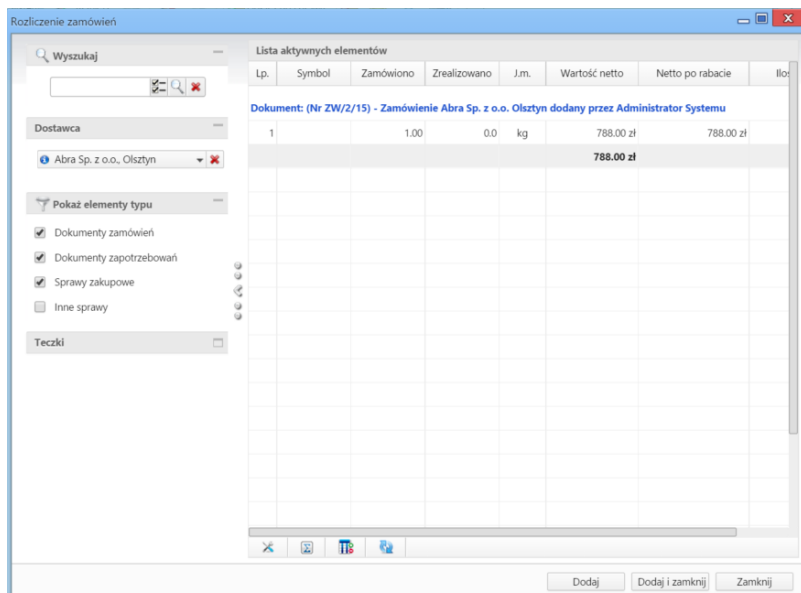 Rozliczenie zamówień
Wyszukaj
Dostawca
Abra Sp. z o.o., Olsztyn
Pokaż elementy typu
Dokumenty zamówień
Dokumenty zapotrzebowań
Sprawy zakupowe
Inne sprawy
Teczki
Lista aktywnych elementów
Lp. Symbol Zamówiono Zrealizowano J.m. Wartość netto Netto po rabacie Iloś
Dokument: (Nr ZW/2/15) - Zamówienie Abra Sp. z o.o. Olsztyn dodany przez Administrator Systemu
1 1.00 0.0 kg 788.00 zł 788.00 zł
788.00 zł
Dodaj Dodaj i zamknij Zamknij